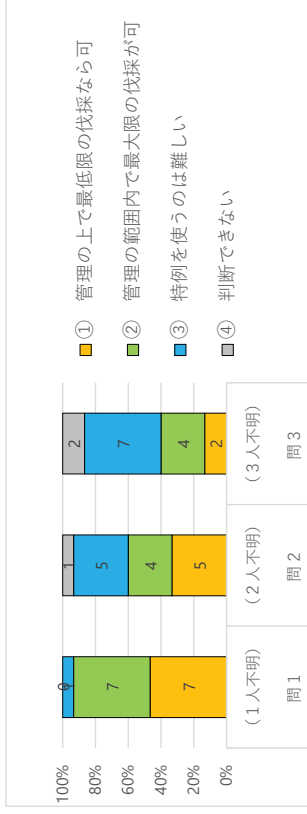 100%
80%
60%
40%
20%
0%
7
7
0
5
4
5
1
2
4
7
2
(1人不明)
(2人不明)
(3人不明)
問1
問2
問3
① 管理の上で最低限の伐採なら可
② 管理の範囲内で最大限の伐採が可
③ 特例を使うのは難しい
④ 判断できない